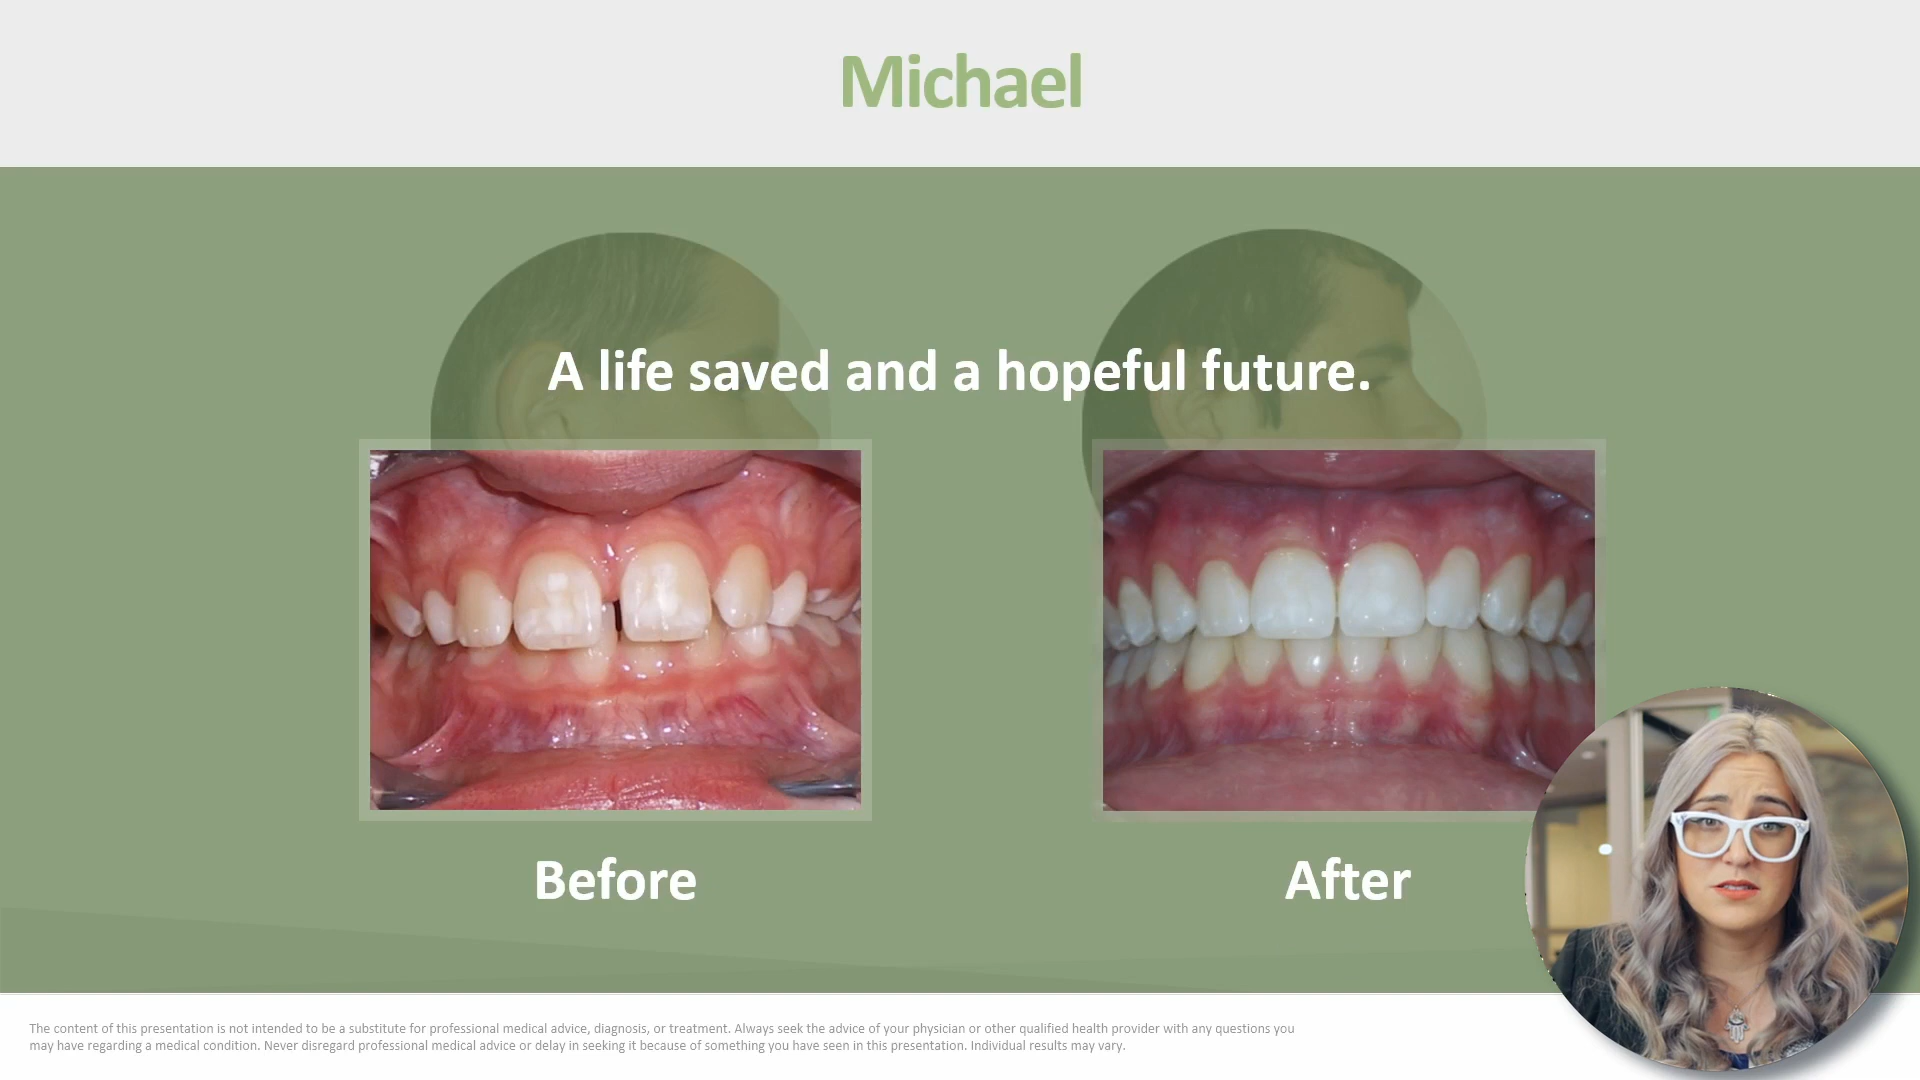 Michael
A life saved and a hopeful future.
Before
After
The content of this presentation is not intended to be a substitute for professional medical advice, diagnosis, or treatment. Always seek the advice of your physician or other qualified health provider with any questions you
may have regarding a medical condition. Never disregard professional medical advice or delay in seeking it because of something you have seen in this presentation. Individual results may vary.